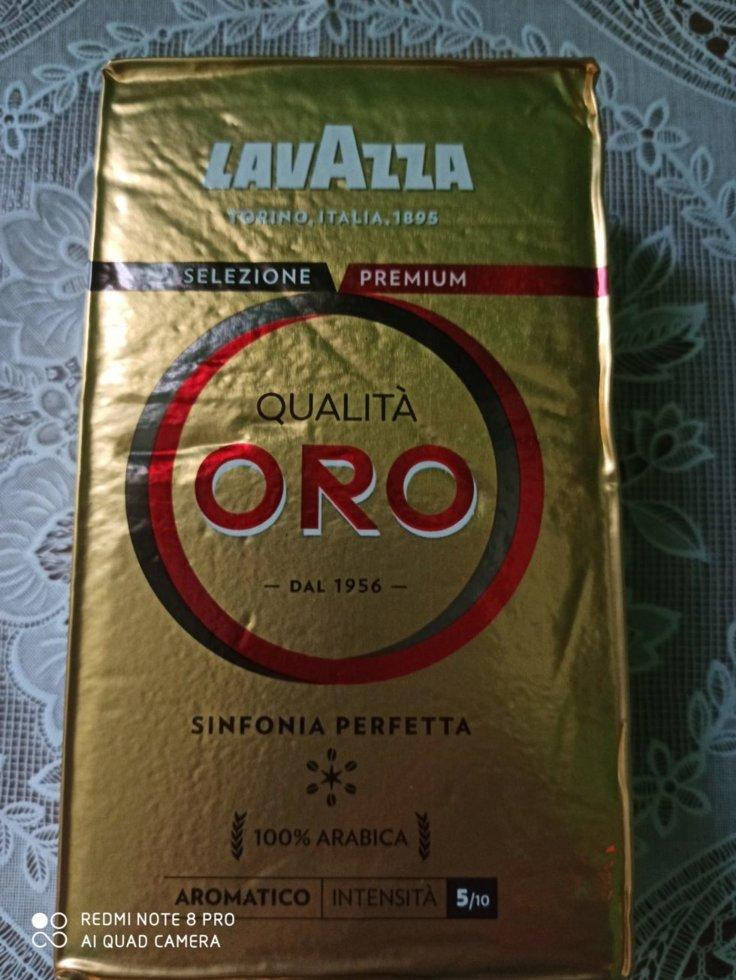 LAVAZZA
TORINO, ITALIA, 1895
SELEZIONE PREMIUM
QUALITÀ
ORO
— DAL 1956 —
SINFONIA PERFETTA
100% ARABICA
AROMATICO INTENSITÀ 5/10
REDMI NOTE 8 PRO
AI QUAD CAMERA